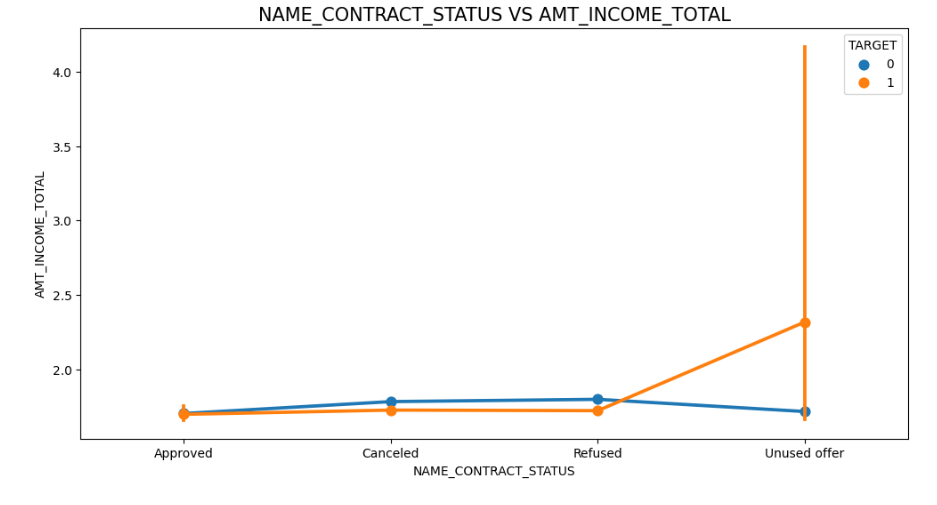 NAME_CONTRACT_STATUS VS AMT_INCOME_TOTAL
TARGET
0
1
4.0
3.5
3.0
2.5
2.0
AMT_INCOME_TOTAL
Approved Canceled Refused Unused offer
NAME_CONTRACT_STATUS